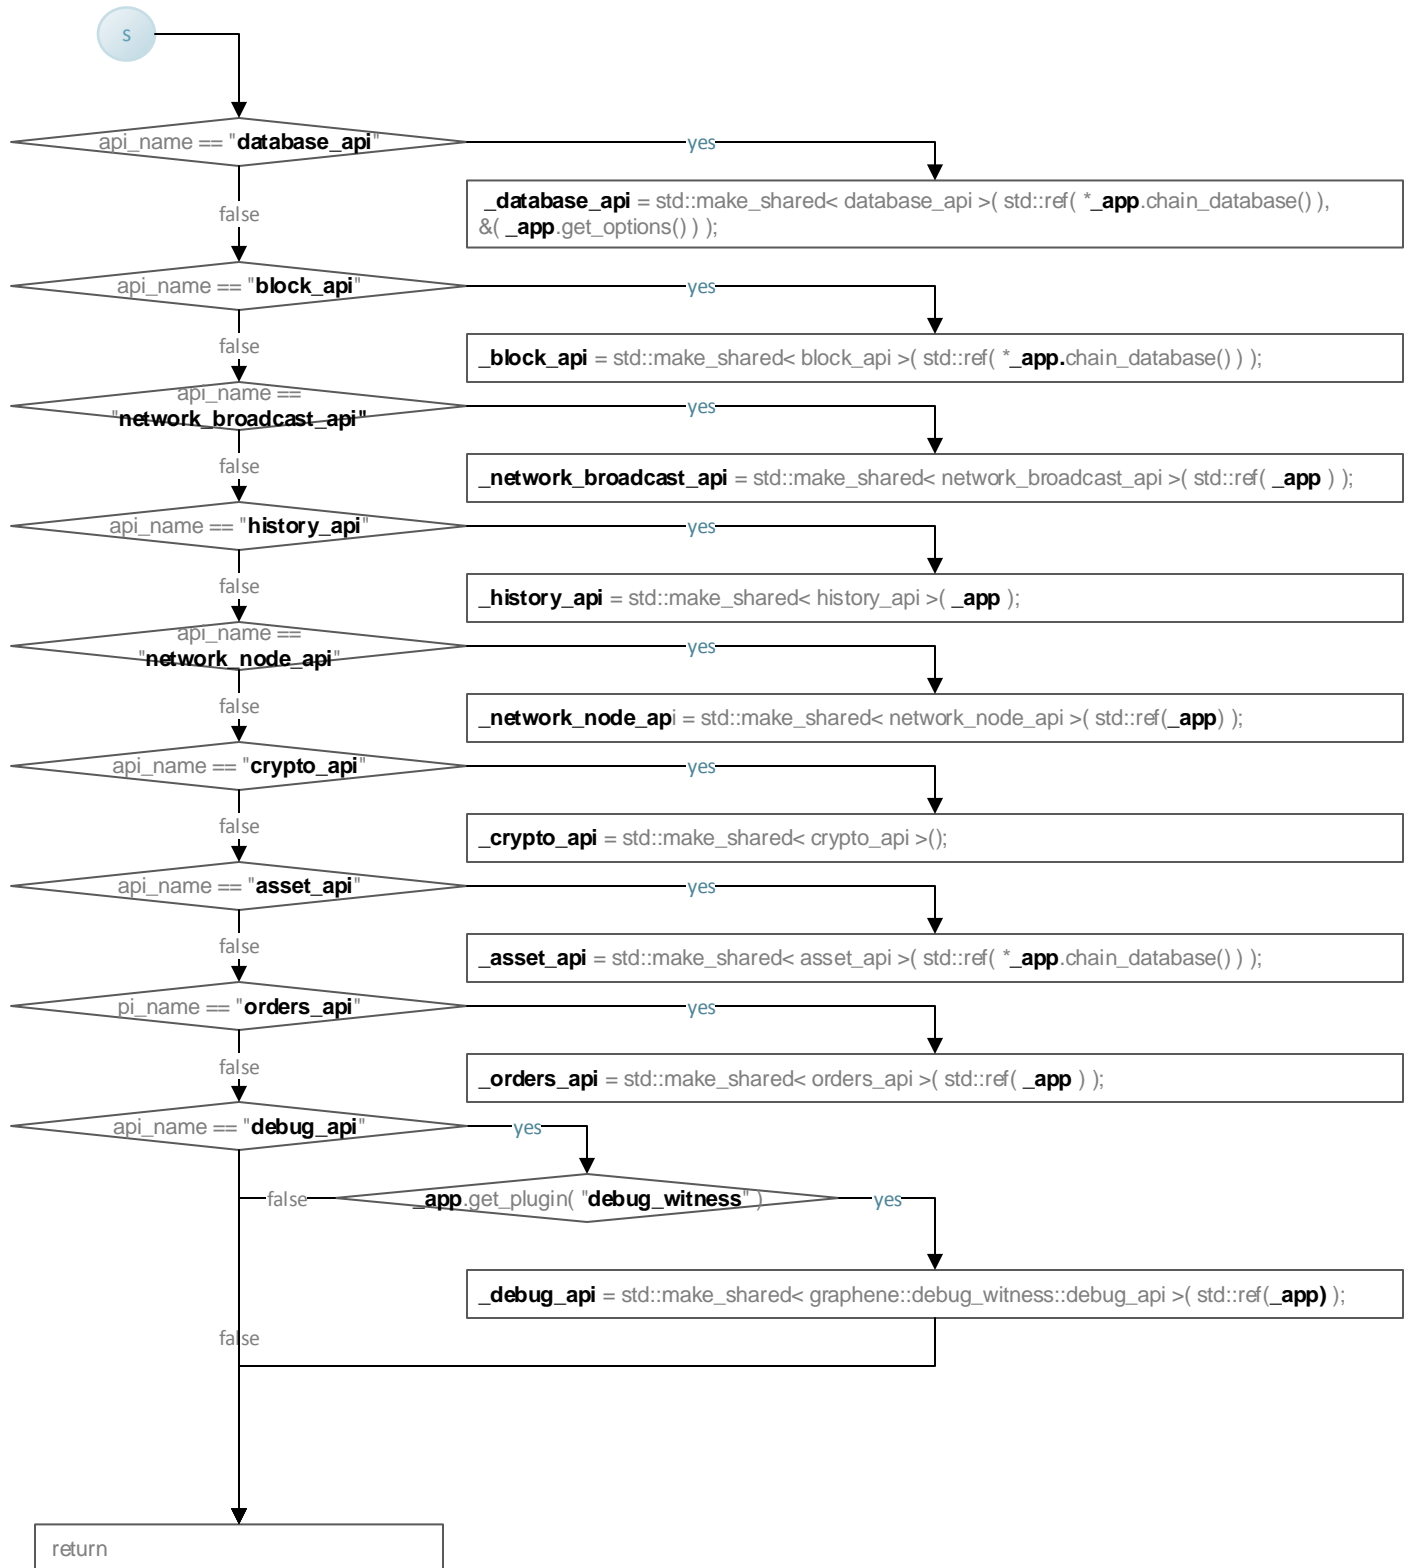 s
api_name == "database_api"
yes
_database_api = std::make_shared< database_api >( std::ref( *_app.chain_database() ),
&( _app.get_options() ) );
false
api_name == "block_api"
yes
_block_api = std::make_shared< block_api >( std::ref( *_app.chain_database() ) );
false
api_name ==
"network_broadcast_api"
yes
_network_broadcast_api = std::make_shared< network_broadcast_api >( std::ref( _app ) );
false
api_name == "history_api"
yes
_history_api = std::make_shared< history_api >( _app );
false
api_name ==
"network_node_api"
yes
_network_node_api = std::make_shared< network_node_api >( std::ref(_app) );
false
api_name == "crypto_api"
yes
_crypto_api = std::make_shared< crypto_api >();
false
api_name == "asset_api"
yes
_asset_api = std::make_shared< asset_api >( std::ref( *_app.chain_database() ) );
false
pi_name == "orders_api"
yes
_orders_api = std::make_shared< orders_api >( std::ref( _app ) );
false
api_name == "debug_api"
yes
false
_app.get_plugin( "debug_witness" )
yes
_debug_api = std::make_shared< graphene::debug_witness::debug_api >( std::ref(_app) );
false
return